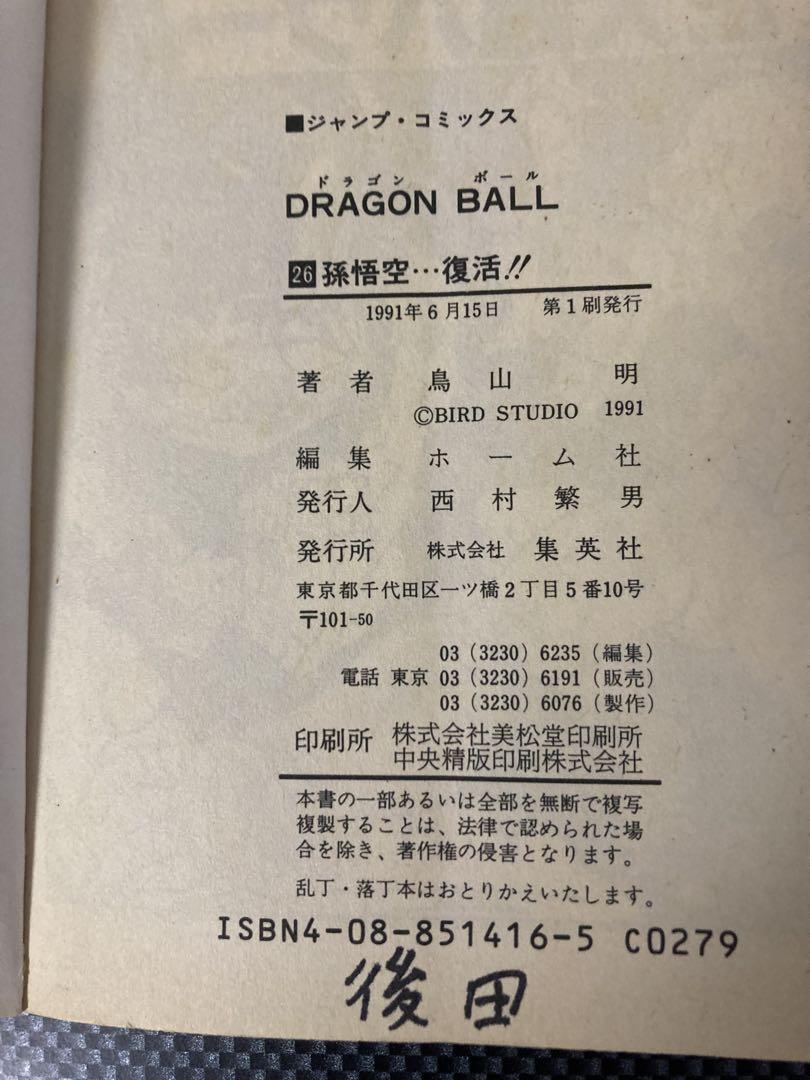 ■ジャンプ・コミックス
ドラゴン ボール
DRAGON BALL
26 孫悟空…復活!!
1991年6月15日 第1刷発行
著者 鳥山 明
©BIRD STUDIO 1991
編集 ホーム社
発行人 西村繁男
発行所 株式会社 集英社
東京都千代田区一ツ橋2丁目5番10号
〒101-50
03(3230)6235(編集)
電話 東京 03(3230)6191(販売)
03(3230)6076(製作)
印刷所 株式会社美松堂印刷所
中央精版印刷株式会社
本書の一部あるいは全部を無断で複写
複製することは、法律で認められた場
合を除き、著作権の侵害となります。
乱丁・落丁本はおとりかえいたします。
ISBN4-08-851416-5 C0279
後田